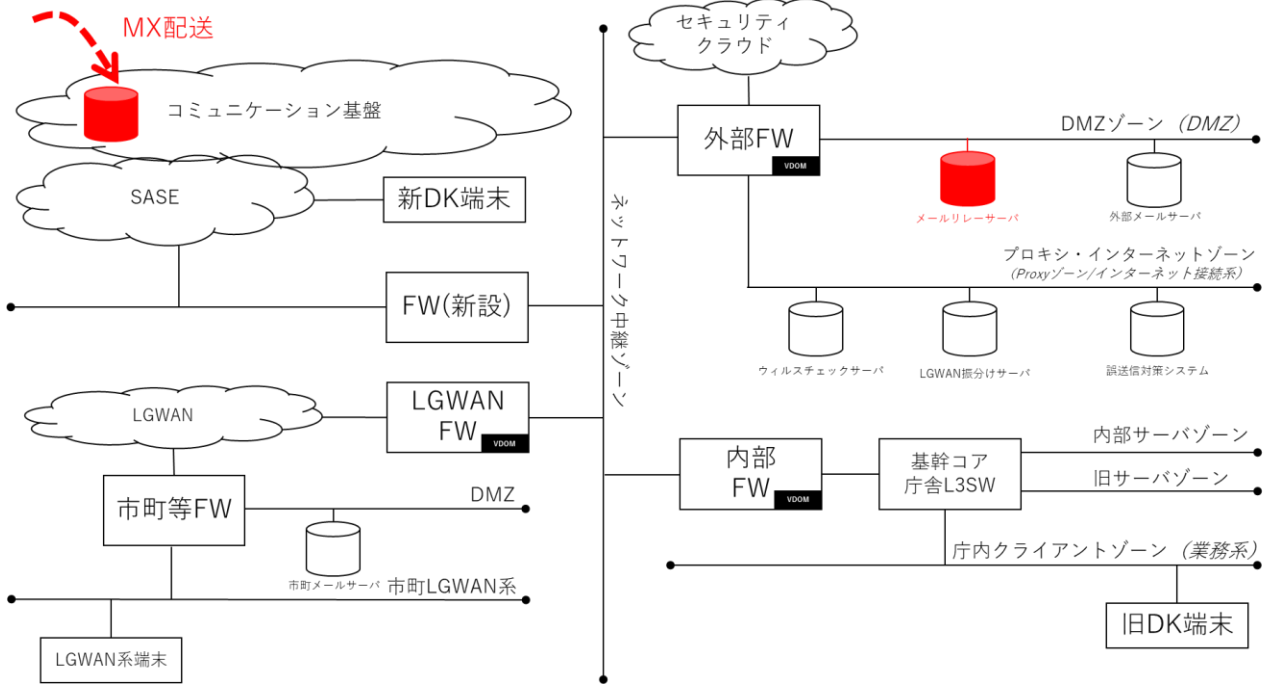 MX配送
コミュニケーション基盤
SASE
新DK端末
FW(新設)
LGWAN
LGWAN
FW
VDOM
市町等FW
DMZ
市町メールサーバ
市町LGWAN系
LGWAN系端末
ネットワーク中継ゾーン
セキュリティ
クラウド
外部FW
VDOM
DMZゾーン (DMZ)
メールリレーサーバ
外部メールサーバ
プロキシ・インターネットゾーン
(Proxyゾーン/インターネット接続系)
ウィルスチェックサーバ
LGWAN振分けサーバ
誤送信対策システム
内部
FW
VDOM
基幹コア
庁舎L3SW
内部サーバゾーン
旧サーバゾーン
庁内クライアントゾーン (業務系)
旧DK端末